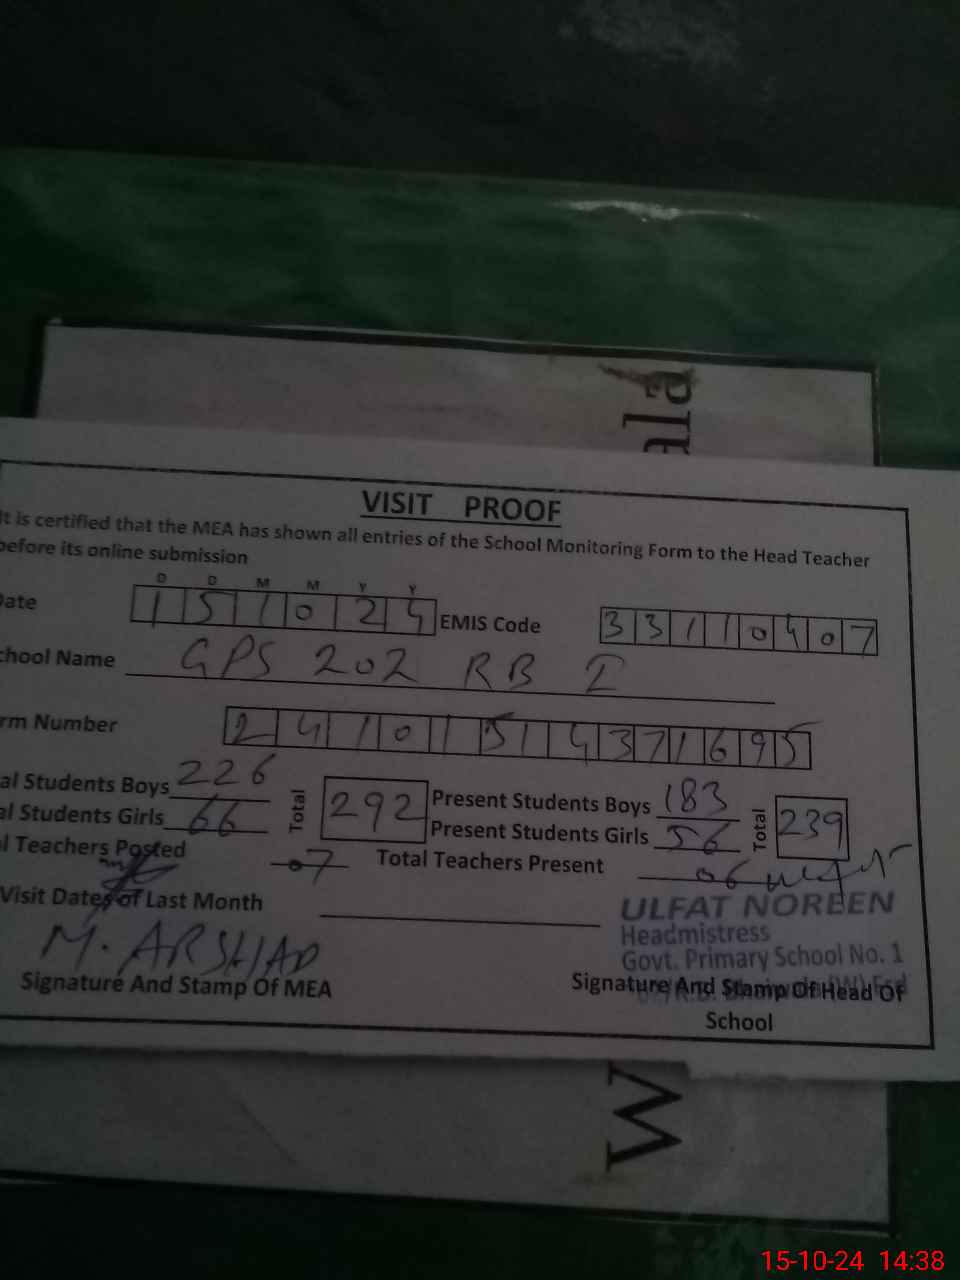 ala
VISIT PROOF
It is certified that the MEA has shown all entries of the School Monitoring Form to the Head Teacher
before its online submission
D D M M Y Y
Date 1 5 1 0 2 4 EMIS Code 3 3 1 1 0 4 0 7
chool Name GPS 202 RB I
rm Number 2 4 1 0 1 5 1 4 3 7 1 6 9 5
al Students Boys 226 Total 292 Present Students Boys 183 Total 239
al Students Girls 66 Present Students Girls 56
l Teachers Posted 07 Total Teachers Present 06
Visit Dates of Last Month
M. ARSHAD
Signature And Stamp Of MEA
ULFAT NOREEN
Headmistress
Govt. Primary School No. 1
Signature And Stamp Of Head Of
School
W
15-10-24 14:38